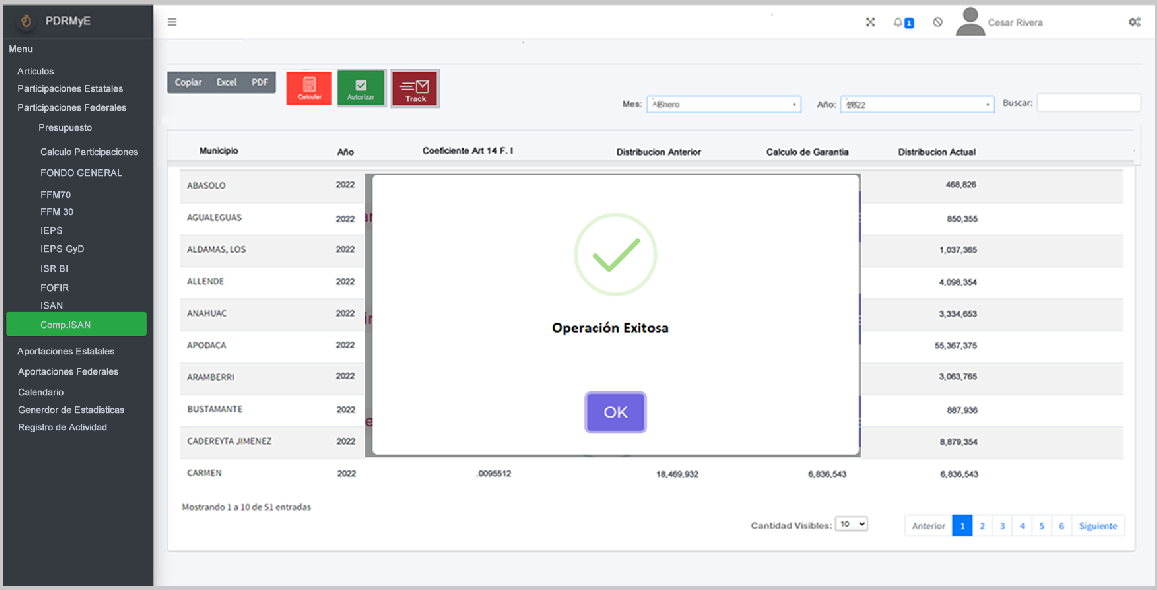 PDRMyE
1
Cesar Rivera
Menu
Articulos
Participaciones Estatales
Participaciones Federales
Presupuesto
Calculo Participaciones
FONDO GENERAL
FFM70
FFM 30
IEPS
IEPS GyD
ISR BI
FOFIR
ISAN
Comp.ISAN
Aportaciones Estatales
Aportaciones Federales
Calendario
Generdor de Estadísticas
Registro de Actividad
Copiar Excel PDF
Calcular
Autorizar
Track
Mes: Enero Año: 2022 Buscar:
Municipio Año Coeficiente Art 14 F. I Distribucion Anterior Calculo de Garantia Distribucion Actual
ABASOLO 2022 468,826
AGUALEGUAS 2022 850,355
ALDAMAS, LOS 2022 1,037,365
ALLENDE 2022 4,098,354
ANAHUAC 2022 3,334,653
APODACA 2022 55,367,375
ARAMBERRI 2022 3,063,765
BUSTAMANTE 2022 887,936
CADEREYTA JIMENEZ 2022 8,879,354
CARMEN 2022 .0095512 18,469,932 6,836,543 6,836,543
Operación Exitosa
OK
Mostrando 1 a 10 de 51 entradas
Cantidad Visibles: 10
Anterior 1 2 3 4 5 6 Siguiente